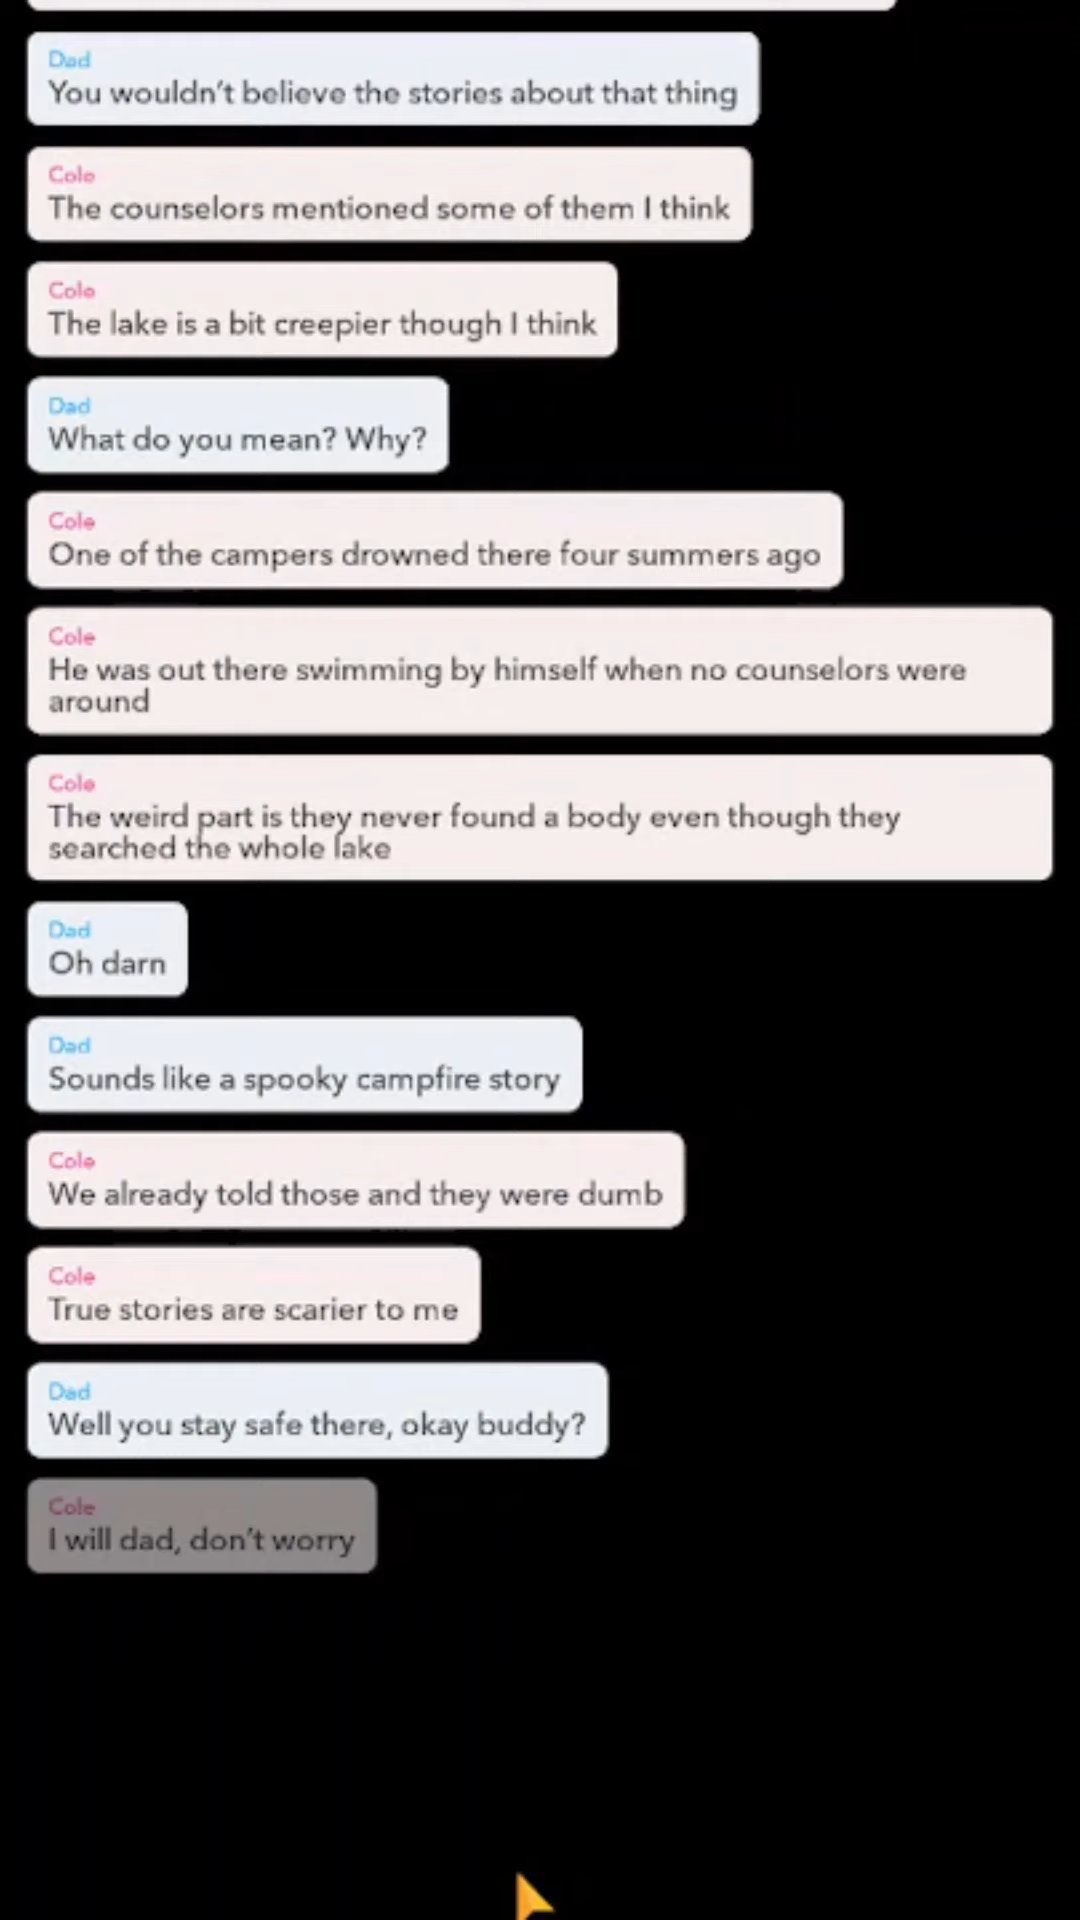 Dad
You wouldn't believe the stories about that thing
Cole
The counselors mentioned some of them I think
Cole
The lake is a bit creepier though I think
Dad
What do you mean? Why?
Cole
One of the campers drowned there four summers ago
Cole
He was out there swimming by himself when no counselors were
around
Cole
The weird part is they never found a body even though they
searched the whole lake
Dad
Oh darn
Dad
Sounds like a spooky campfire story
Cole
We already told those and they were dumb
Cole
True stories are scarier to me
Dad
Well you stay safe there, okay buddy?
Cole
I will dad, don't worry